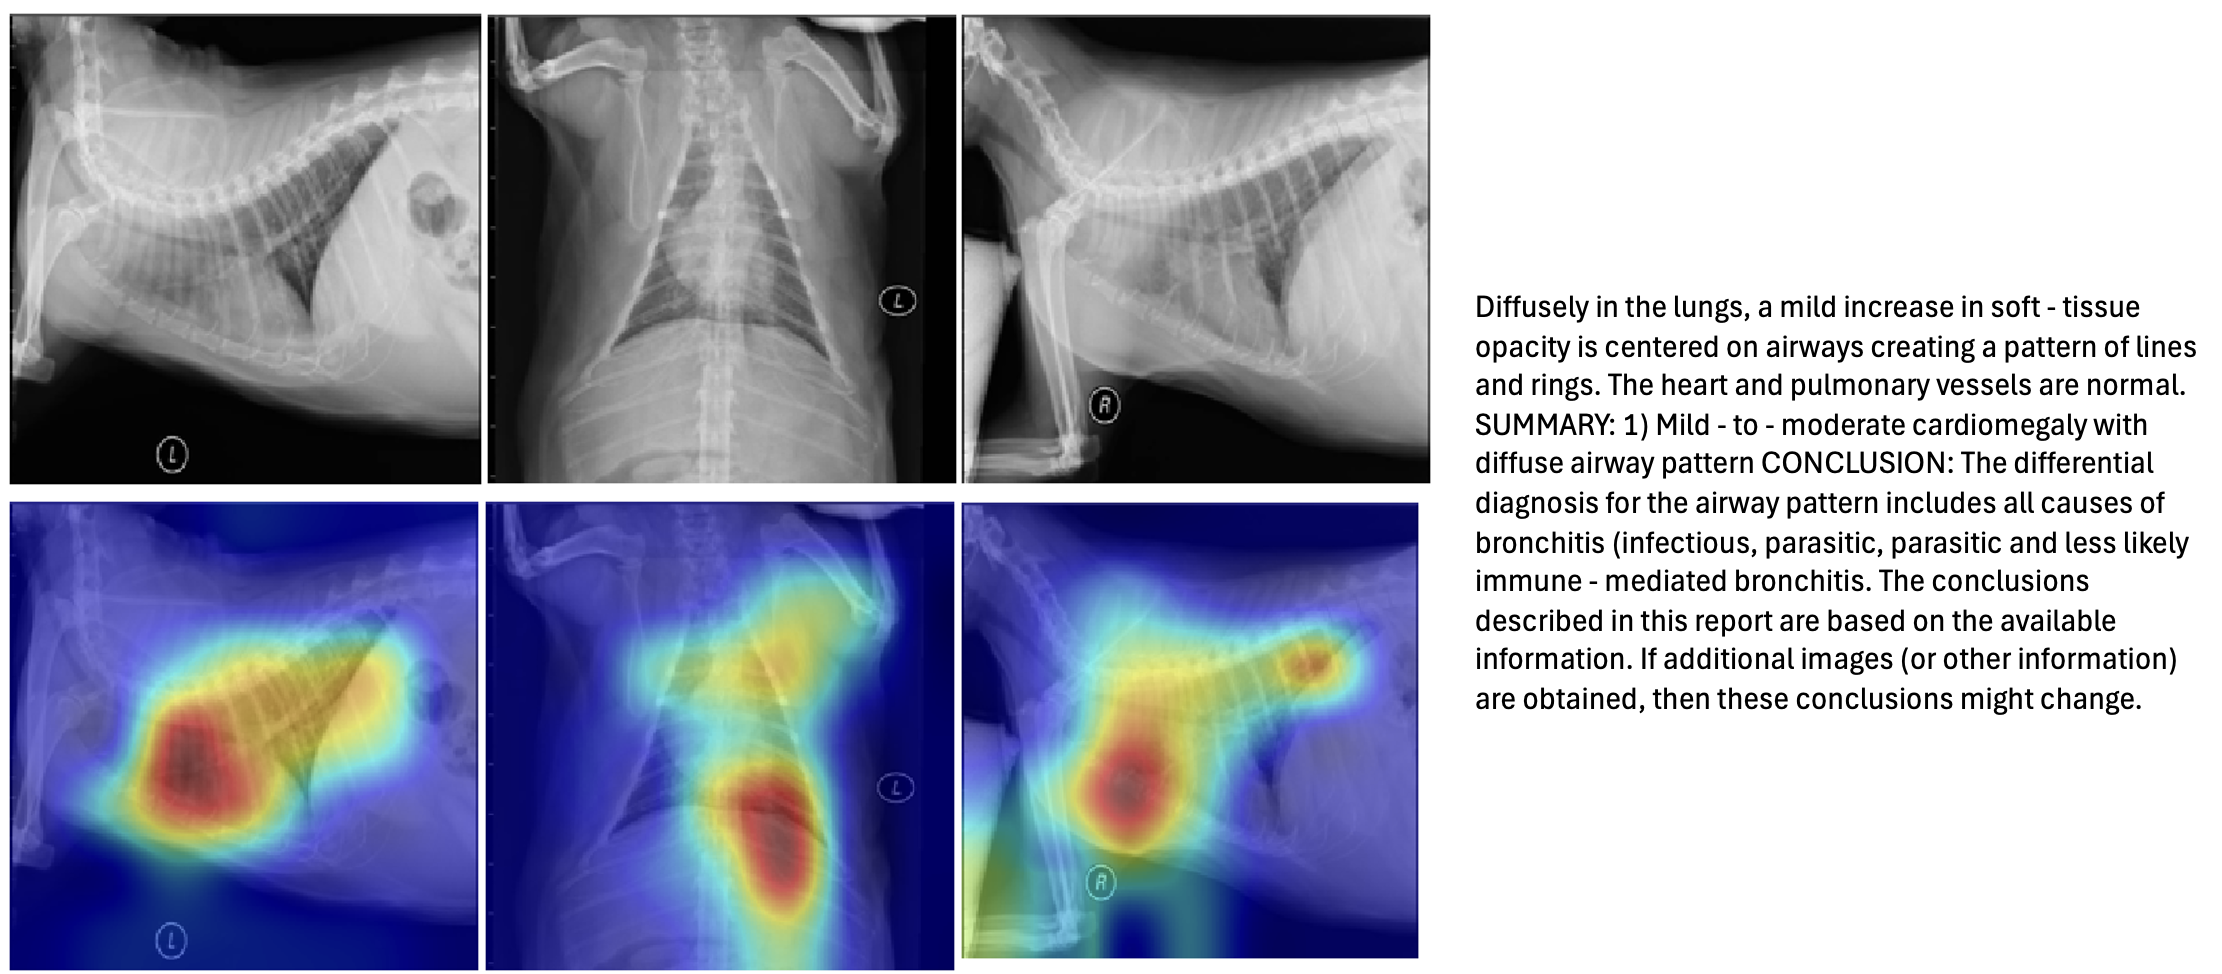 L
L
R
Diffusely in the lungs, a mild increase in soft - tissue
opacity is centered on airways creating a pattern of lines
and rings. The heart and pulmonary vessels are normal.
SUMMARY: 1) Mild - to - moderate cardiomegaly with
diffuse airway pattern CONCLUSION: The differential
diagnosis for the airway pattern includes all causes of
bronchitis (infectious, parasitic, parasitic and less likely
immune - mediated bronchitis. The conclusions
described in this report are based on the available
information. If additional images (or other information)
are obtained, then these conclusions might change.
L
L
R